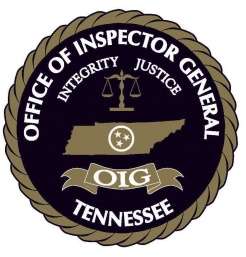 OFFICE OF INSPECTOR GENERAL
INTEGRITY JUSTICE
OIG
TENNESSEE